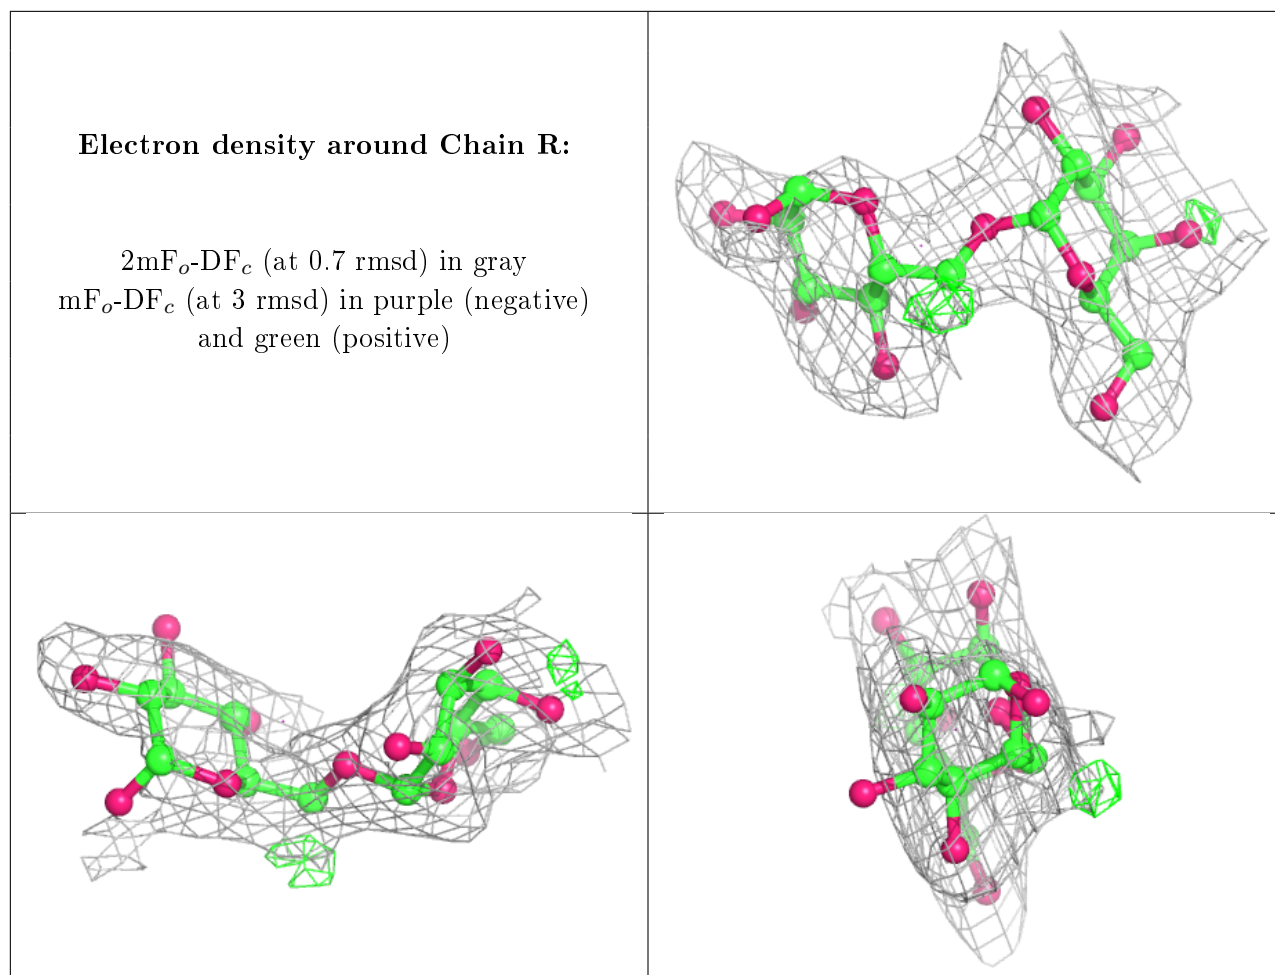 Electron density around Chain R:
2mFₒ-DF𝒸 (at 0.7 rmsd) in gray
mFₒ-DF𝒸 (at 3 rmsd) in purple (negative)
and green (positive)